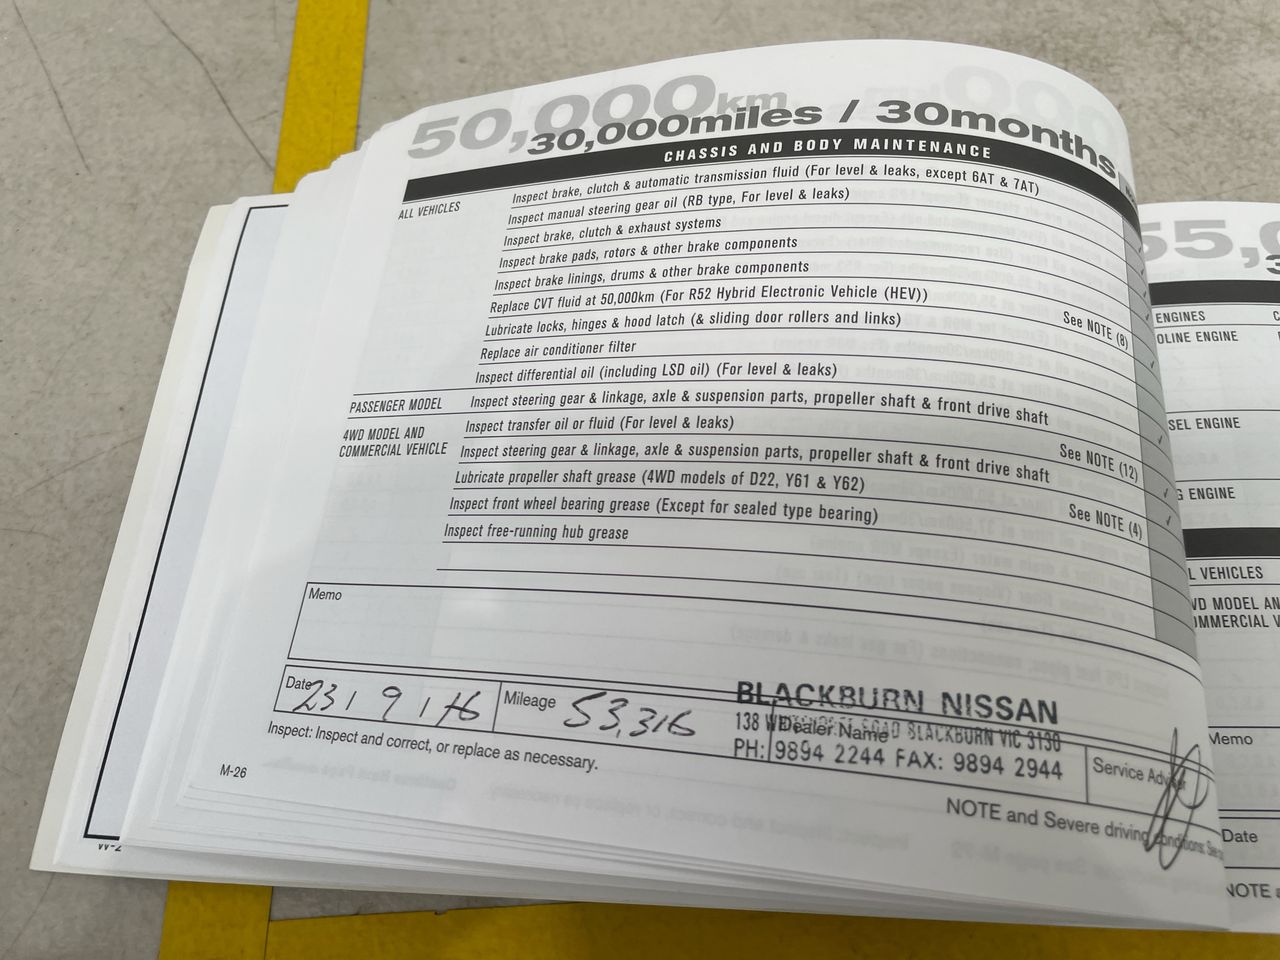 50,000km
30,000miles / 30months
CHASSIS AND BODY MAINTENANCE
ALL VEHICLES
Inspect brake, clutch & automatic transmission fluid (For level & leaks, except 6AT & 7AT)
Inspect manual steering gear oil (RB type, For level & leaks)
Inspect brake, clutch & exhaust systems
Inspect brake pads, rotors & other brake components
Inspect brake linings, drums & other brake components
Replace CVT fluid at 50,000km (For R52 Hybrid Electronic Vehicle (HEV)) See NOTE (8)
Lubricate locks, hinges & hood latch (& sliding door rollers and links)
Replace air conditioner filter
Inspect differential oil (including LSD oil) (For level & leaks)
PASSENGER MODEL
Inspect steering gear & linkage, axle & suspension parts, propeller shaft & front drive shaft
4WD MODEL AND
COMMERCIAL VEHICLE
Inspect transfer oil or fluid (For level & leaks) See NOTE (12)
Inspect steering gear & linkage, axle & suspension parts, propeller shaft & front drive shaft
Lubricate propeller shaft grease (4WD models of D22, Y61 & Y62) See NOTE (4)
Inspect front wheel bearing grease (Except for sealed type bearing)
Inspect free-running hub grease
Memo
Date 23/9/16
Mileage 53,316
BLACKBURN NISSAN
138 ROAD BLACKBURN VIC 3130
Dealer Name
PH: 9894 2244 FAX: 9894 2944
Service Adviser
Inspect: Inspect and correct, or replace as necessary.
M-26
NOTE and Severe driving conditions: See
55,0
ENGINES
OLINE ENGINE
SEL ENGINE
G ENGINE
L VEHICLES
WD MODEL AN
OMMERCIAL V
Memo
Date
NOTE